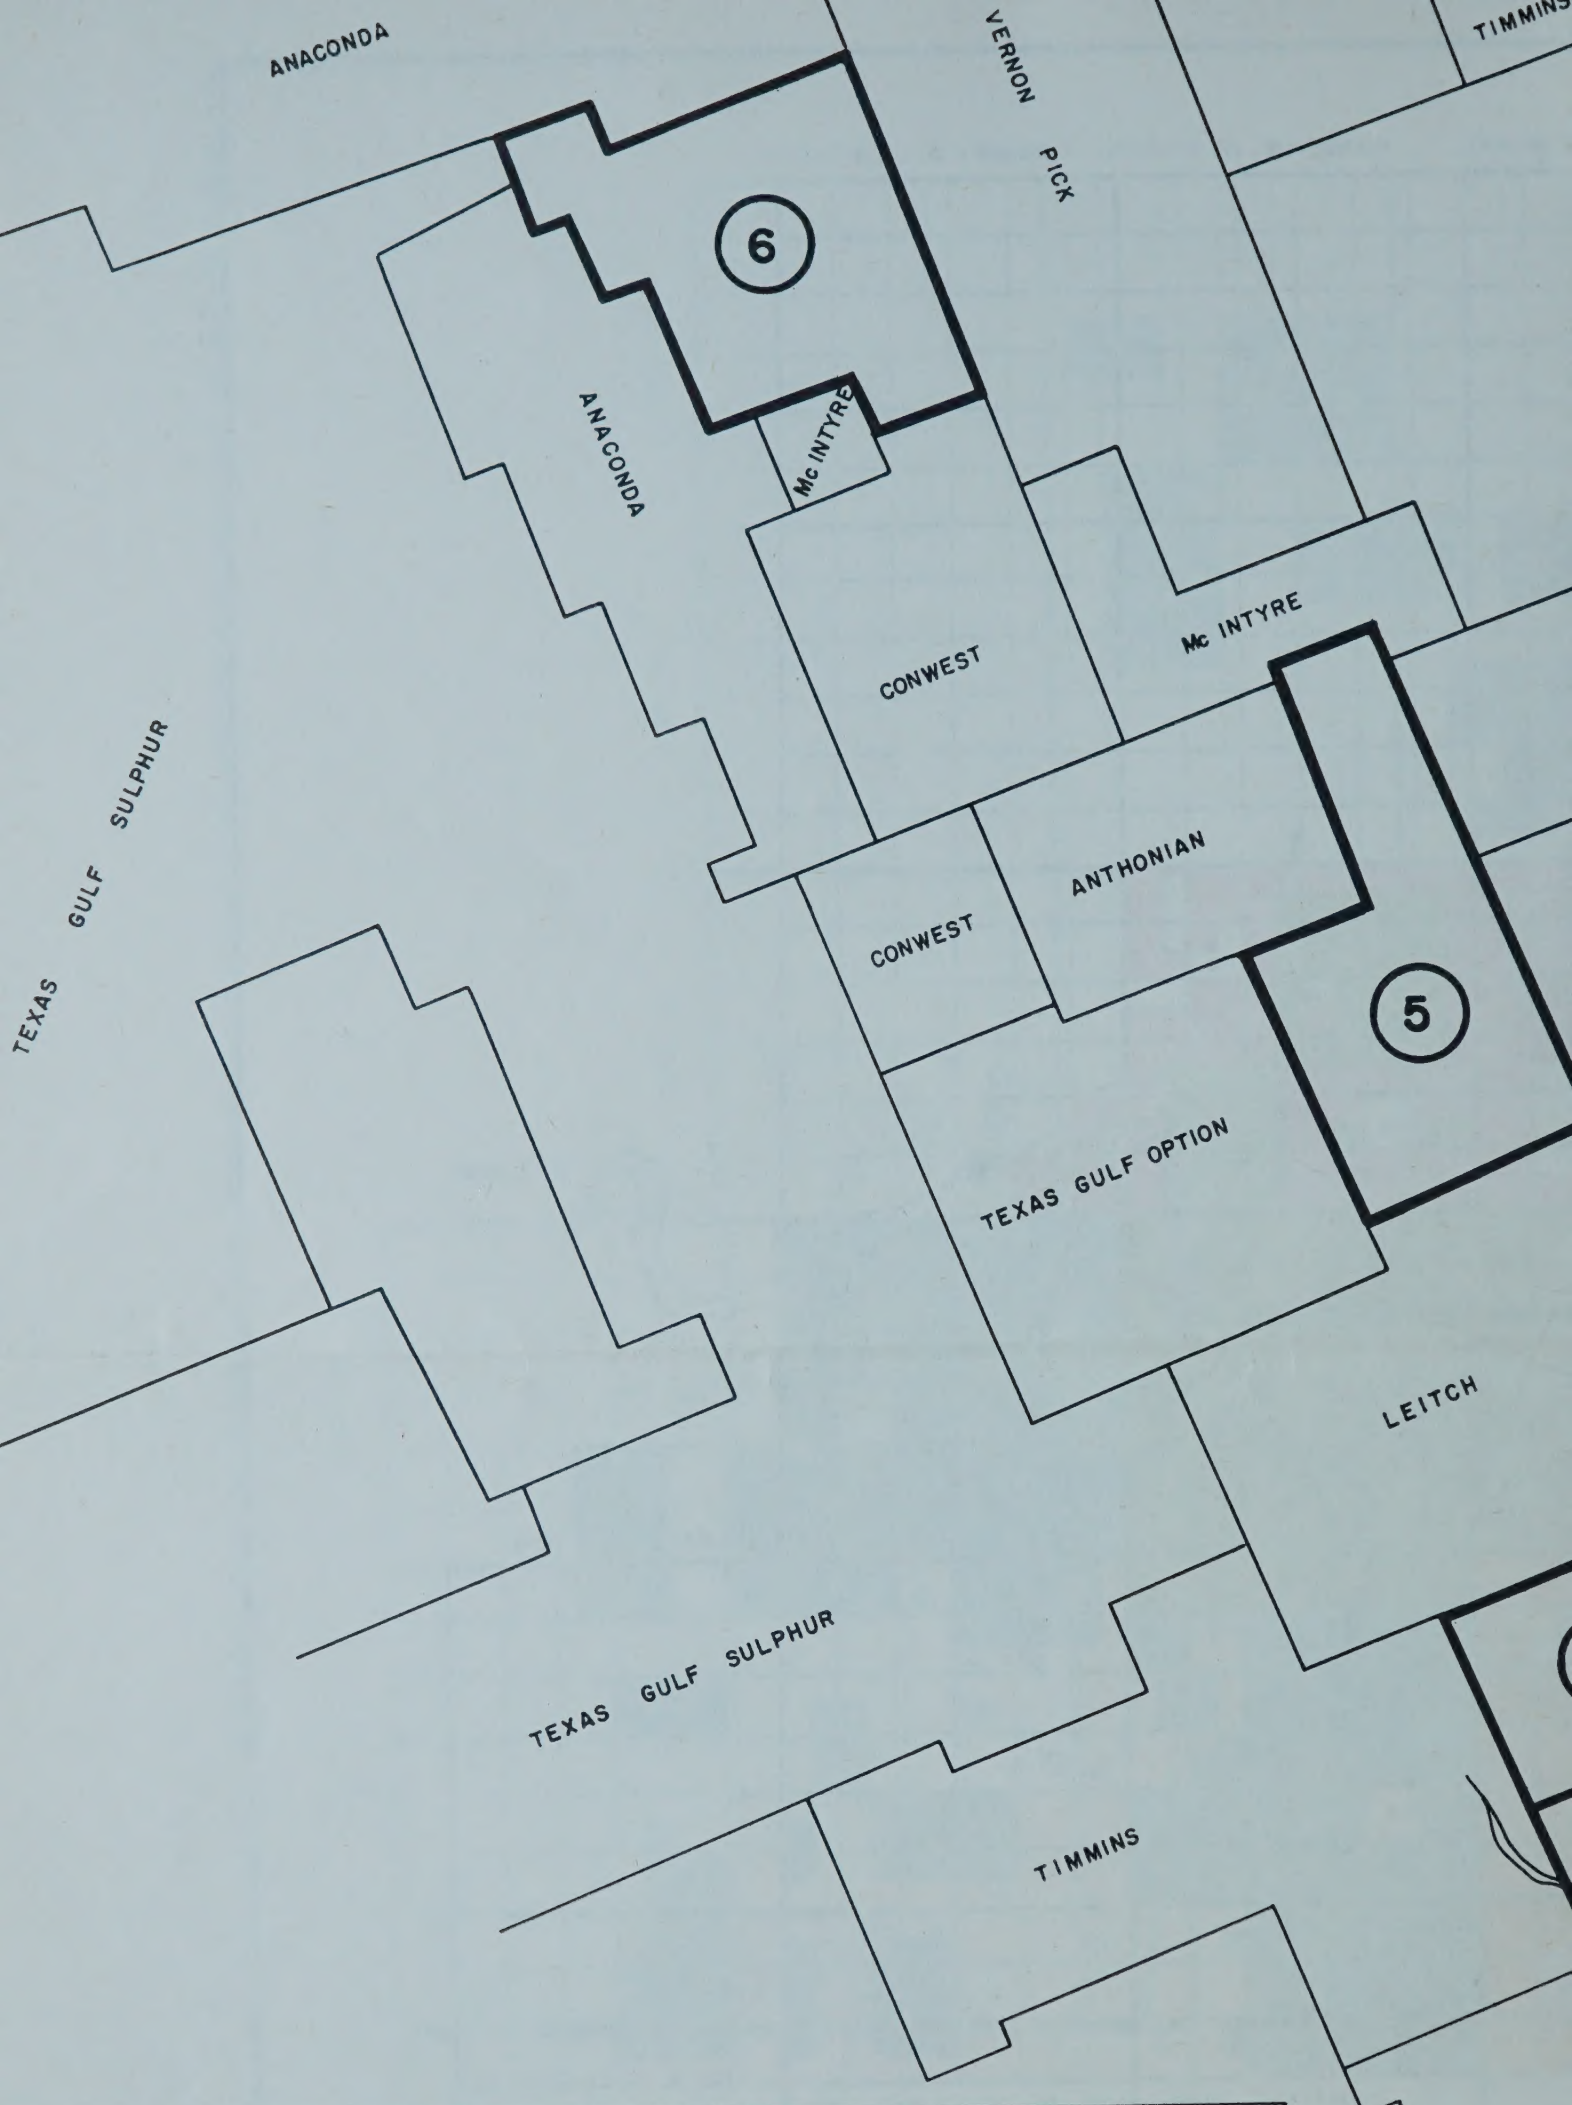 ANACONDA
VERNON PICK
TIMMINS
6
ANACONDA
Mc INTYRE
Mc INTYRE
CONWEST
TEXAS GULF SULPHUR
ANTHONIAN
CONWEST
5
TEXAS GULF OPTION
LEITCH
TEXAS GULF SULPHUR
TIMMINS